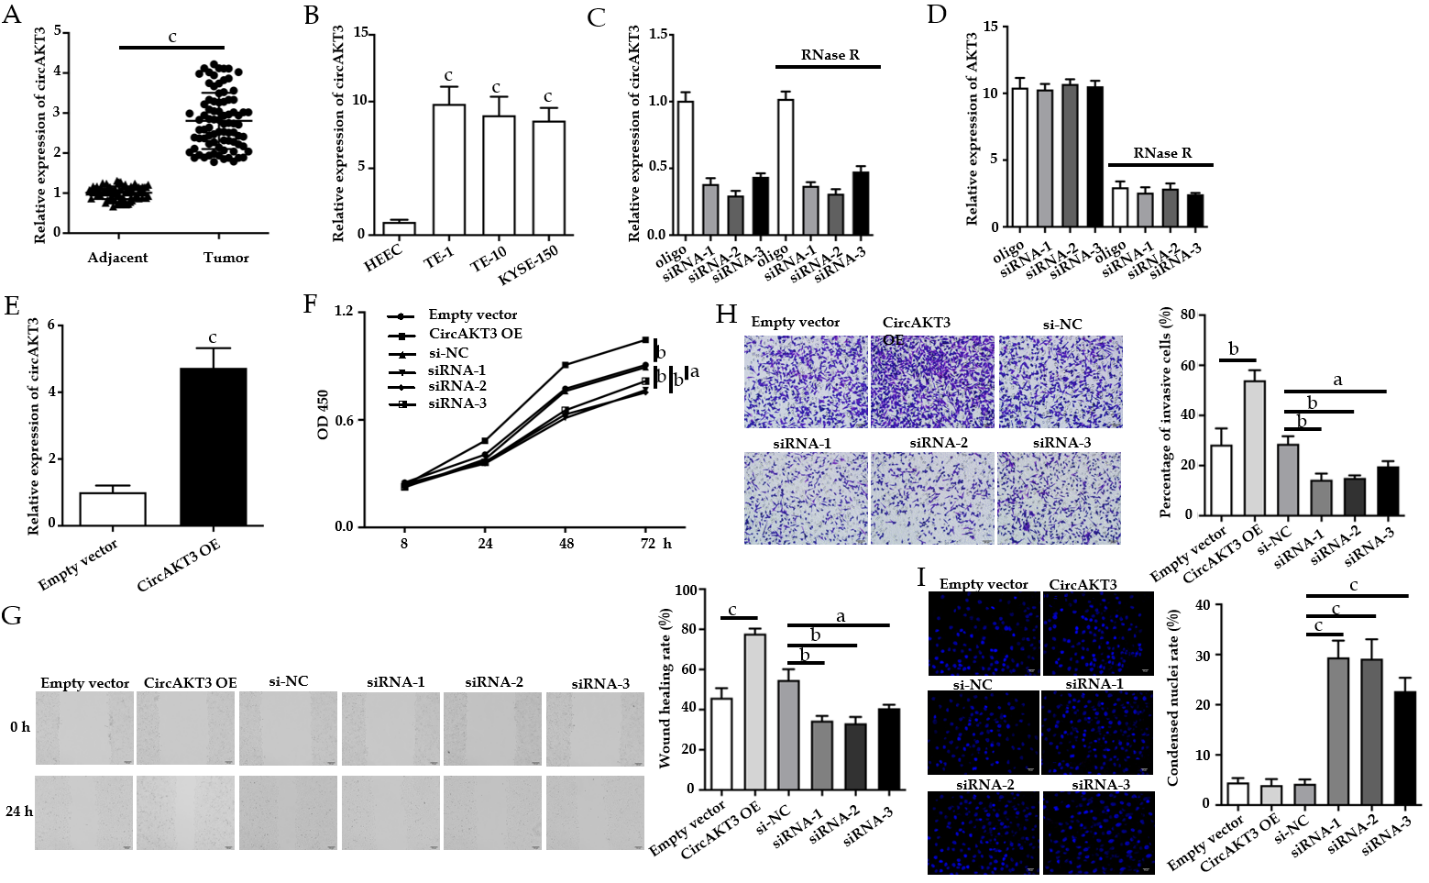 A
Relative expression of circAKT3
5
4
3
2
1
0
c
Adjacent
Tumor
B
Relative expression of circAKT3
15
10
5
0
c
c
c
HEEC
TE-1
TE-10
KYSE-150
C
Relative expression of circAKT3
1.5
1.0
0.5
0.0
RNase R
oligo
siRNA-1
siRNA-2
siRNA-3
oligo
siRNA-1
siRNA-2
siRNA-3
D
Relative expression of AKT3
15
10
5
0
RNase R
oligo
siRNA-1
siRNA-2
siRNA-3
oligo
siRNA-1
siRNA-2
siRNA-3
E
Relative expression of circAKT3
6
4
2
0
c
Empty vector
CircAKT3 OE
F
OD 450
1.2
0.6
0.0
Empty vector
CircAKT3 OE
si-NC
siRNA-1
siRNA-2
siRNA-3
b
b
b
a
8
24
48
72
h
H
Empty vector
CircAKT3
OE
si-NC
siRNA-1
siRNA-2
siRNA-3
Percentage of invasive cells (%)
80
60
40
20
0
b
a
b
b
Empty vector
CircAKT3 OE
si-NC
siRNA-1
siRNA-2
siRNA-3
G
Empty vector
CircAKT3 OE
si-NC
siRNA-1
siRNA-2
siRNA-3
0 h
24 h
Wound healing rate (%)
100
80
60
40
20
0
c
a
b
b
Empty vector
CircAKT3 OE
si-NC
siRNA-1
siRNA-2
siRNA-3
I
Empty vector
CircAKT3
si-NC
siRNA-1
siRNA-2
siRNA-3
Condensed nuclei rate (%)
40
30
20
10
0
c
c
c
Empty vector
CircAKT3 OE
si-NC
siRNA-1
siRNA-2
siRNA-3